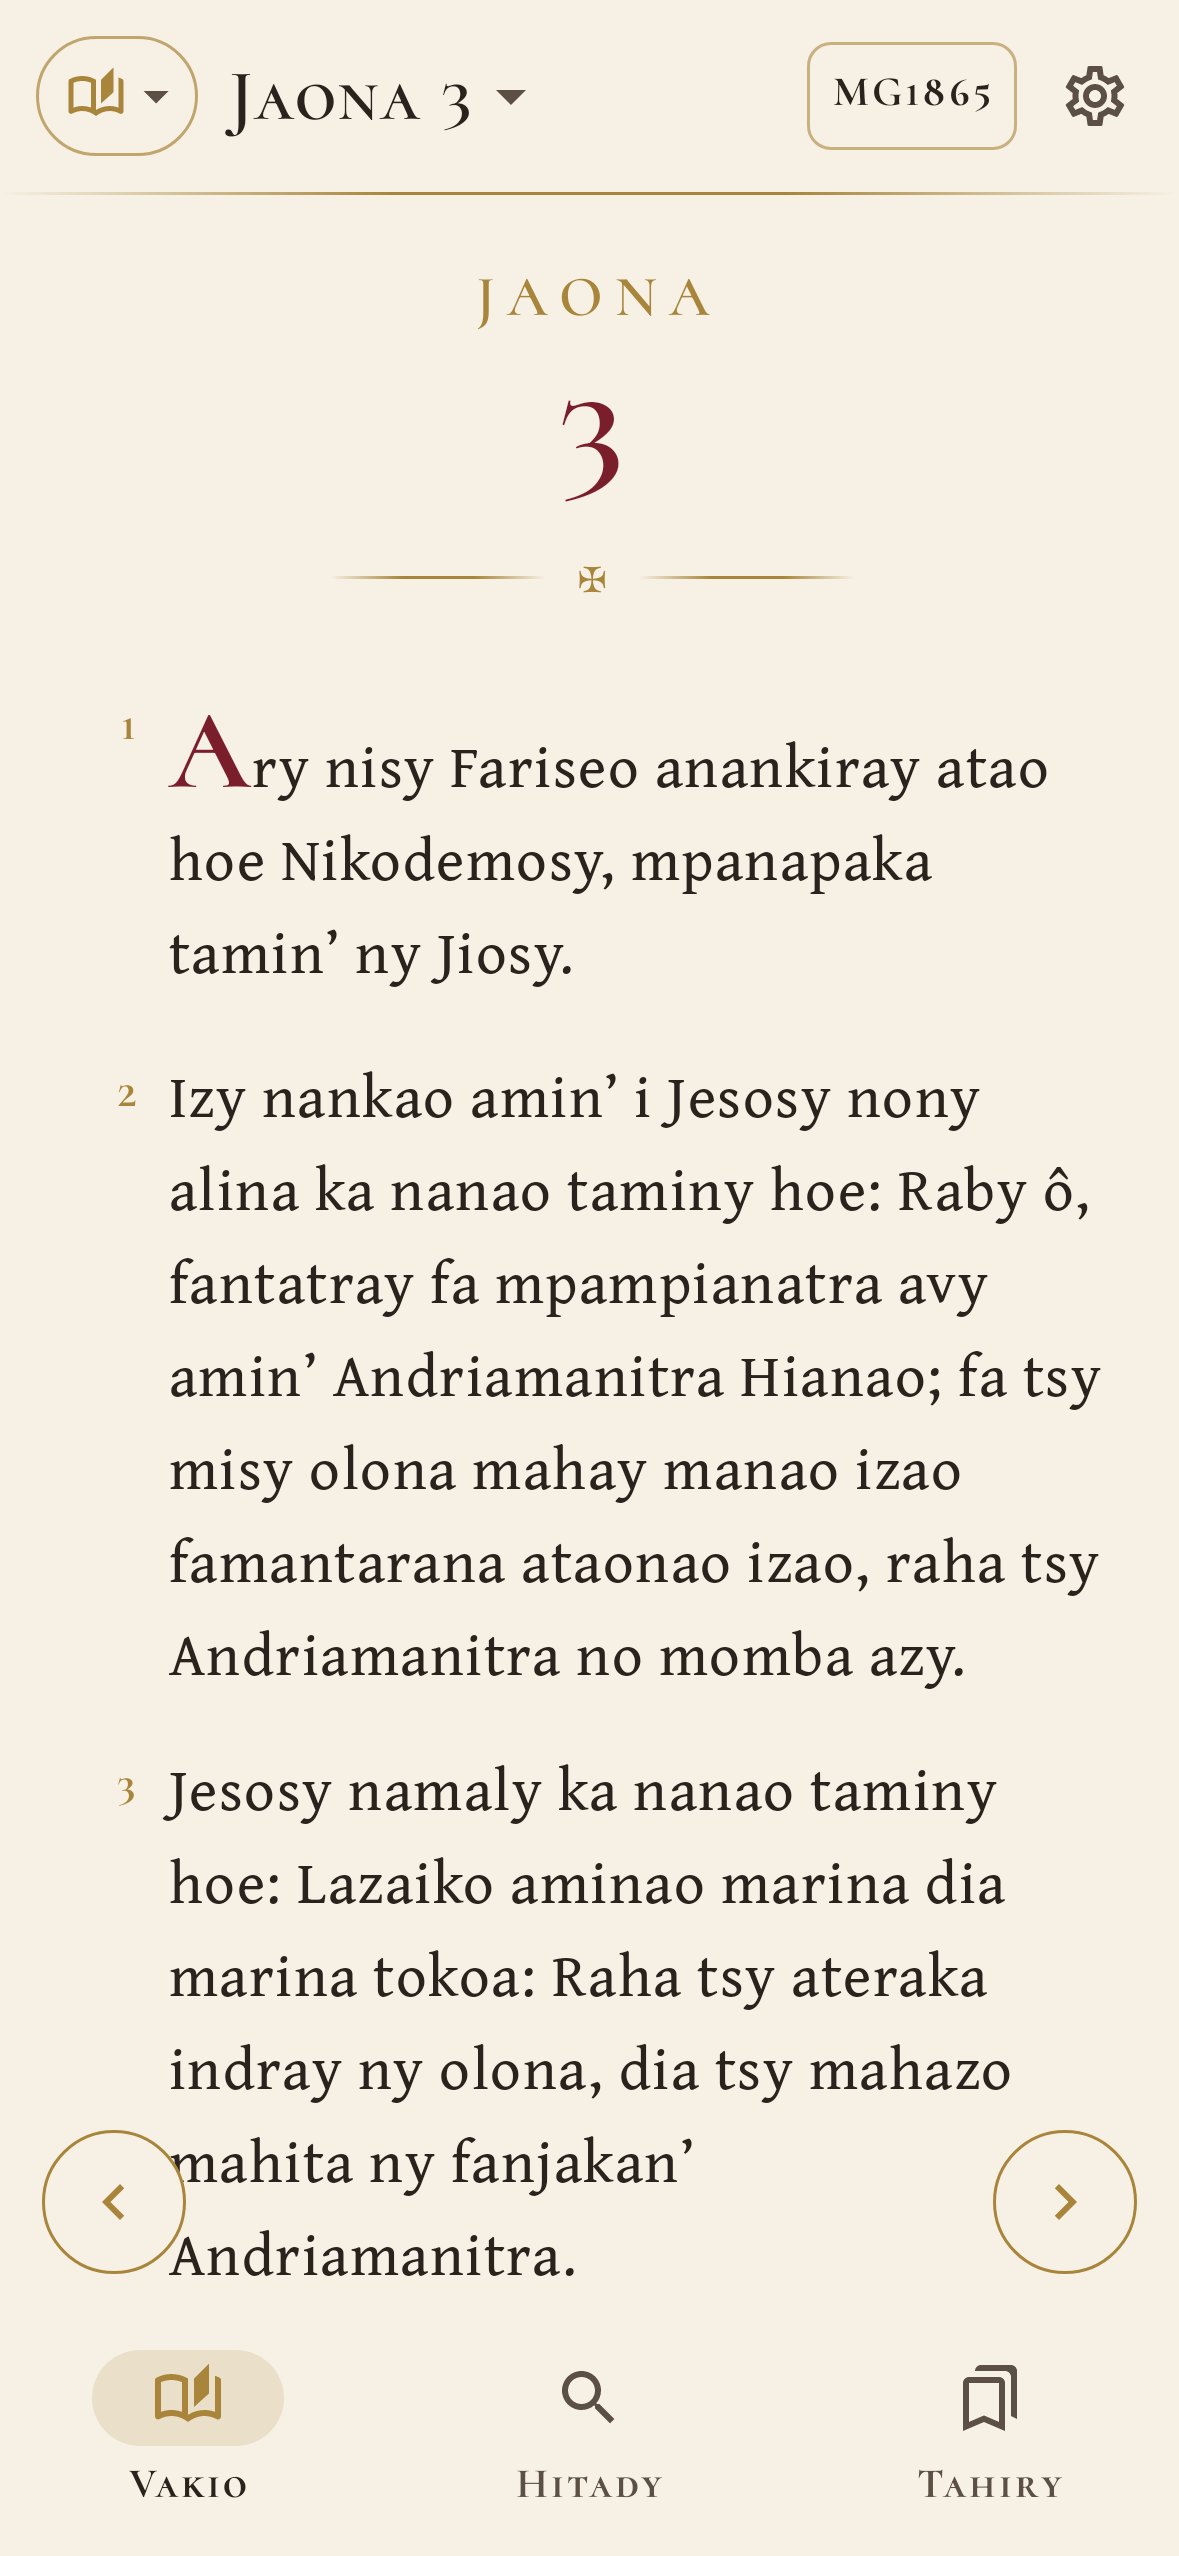 Jaona 3
MG1865
JAONA
3
1 Ary nisy Fariseo anankiray atao
hoe Nikodemosy, mpanapaka
tamin’ ny Jiosy.
2 Izy nankao amin’ i Jesosy nony
alina ka nanao taminy hoe: Raby ô,
fantatray fa mpampianatra avy
amin’ Andriamanitra Hianao; fa tsy
misy olona mahay manao izao
famantarana ataonao izao, raha tsy
Andriamanitra no momba azy.
3 Jesosy namaly ka nanao taminy
hoe: Lazaiko aminao marina dia
marina tokoa: Raha tsy ateraka
indray ny olona, dia tsy mahazo
mahita ny fanjakan’
Andriamanitra.
Vakio
Hitady
Tahiry